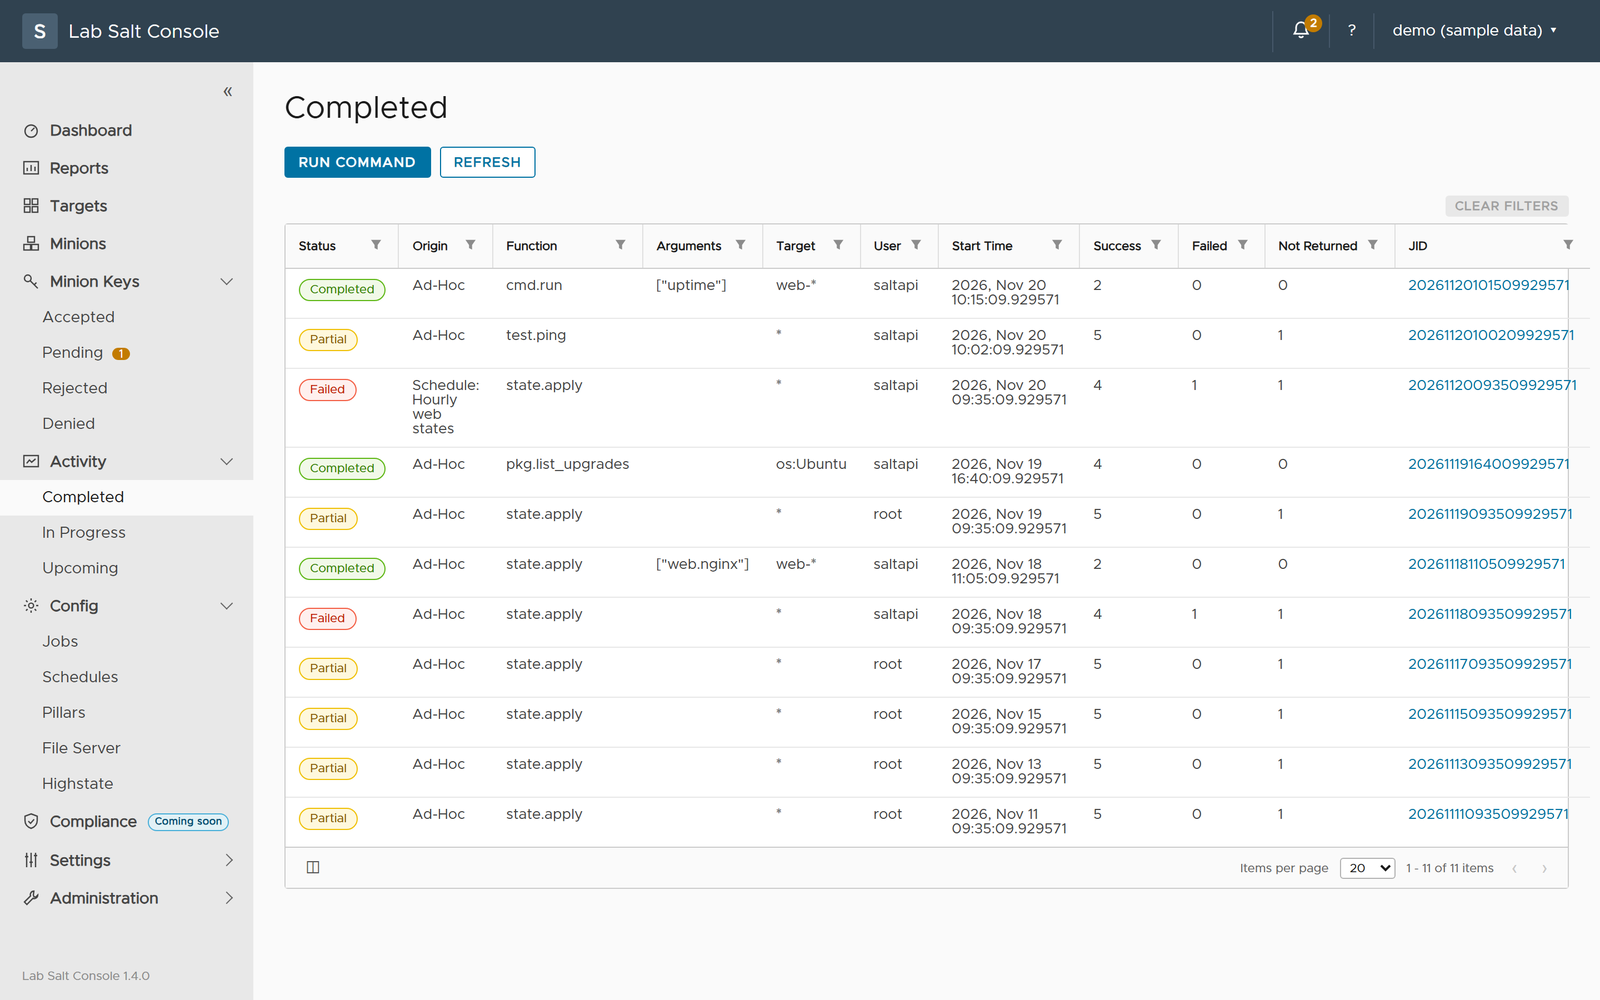 S Lab Salt Console
2 ? demo (sample data)
«
Dashboard
Reports
Targets
Minions
Minion Keys
Accepted
Pending 1
Rejected
Denied
Activity
Completed
In Progress
Upcoming
Config
Jobs
Schedules
Pillars
File Server
Highstate
Compliance Coming soon
Settings
Administration
Lab Salt Console 1.4.0
Completed
RUN COMMAND REFRESH
CLEAR FILTERS
Status Origin Function Arguments Target User Start Time Success Failed Not Returned JID
Completed Ad-Hoc cmd.run ["uptime"] web-* saltapi 2026, Nov 20 2 0 0 20261120101509929571
10:15:09.929571
Partial Ad-Hoc test.ping * saltapi 2026, Nov 20 5 0 1 20261120100209929571
10:02:09.929571
Failed Schedule: state.apply * saltapi 2026, Nov 20 4 1 1 20261120093509929571
Hourly 09:35:09.929571
web
states
Completed Ad-Hoc pkg.list_upgrades os:Ubuntu saltapi 2026, Nov 19 4 0 0 20261119164009929571
16:40:09.929571
Partial Ad-Hoc state.apply * root 2026, Nov 19 5 0 1 20261119093509929571
09:35:09.929571
Completed Ad-Hoc state.apply ["web.nginx"] web-* saltapi 2026, Nov 18 2 0 0 20261118110509929571
11:05:09.929571
Failed Ad-Hoc state.apply * saltapi 2026, Nov 18 4 1 1 20261118093509929571
09:35:09.929571
Partial Ad-Hoc state.apply * root 2026, Nov 17 5 0 1 20261117093509929571
09:35:09.929571
Partial Ad-Hoc state.apply * root 2026, Nov 15 5 0 1 20261115093509929571
09:35:09.929571
Partial Ad-Hoc state.apply * root 2026, Nov 13 5 0 1 20261113093509929571
09:35:09.929571
Partial Ad-Hoc state.apply * root 2026, Nov 11 5 0 1 20261111093509929571
09:35:09.929571
Items per page 20 1 - 11 of 11 items ‹ ›